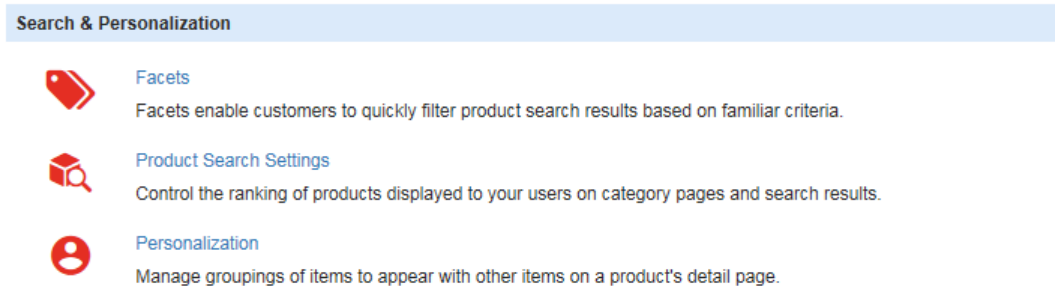 Search & Personalization
Facets
Facets enable customers to quickly filter product search results based on familiar criteria.
Product Search Settings
Control the ranking of products displayed to your users on category pages and search results.
Personalization
Manage groupings of items to appear with other items on a product's detail page.